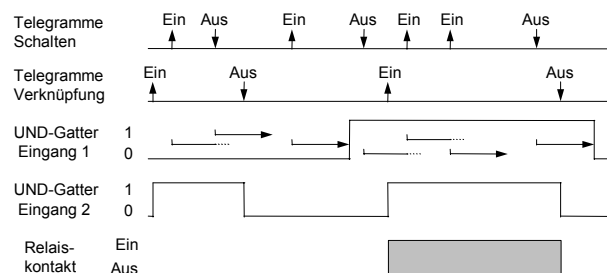 Telegramme Schalten
Ein Aus Ein Aus Ein Ein Aus
Telegramme Verknüpfung
Ein Aus Ein Aus
UND-Gatter 1
Eingang 1 0
UND-Gatter 1
Eingang 2 0
Relais- Ein
kontakt Aus